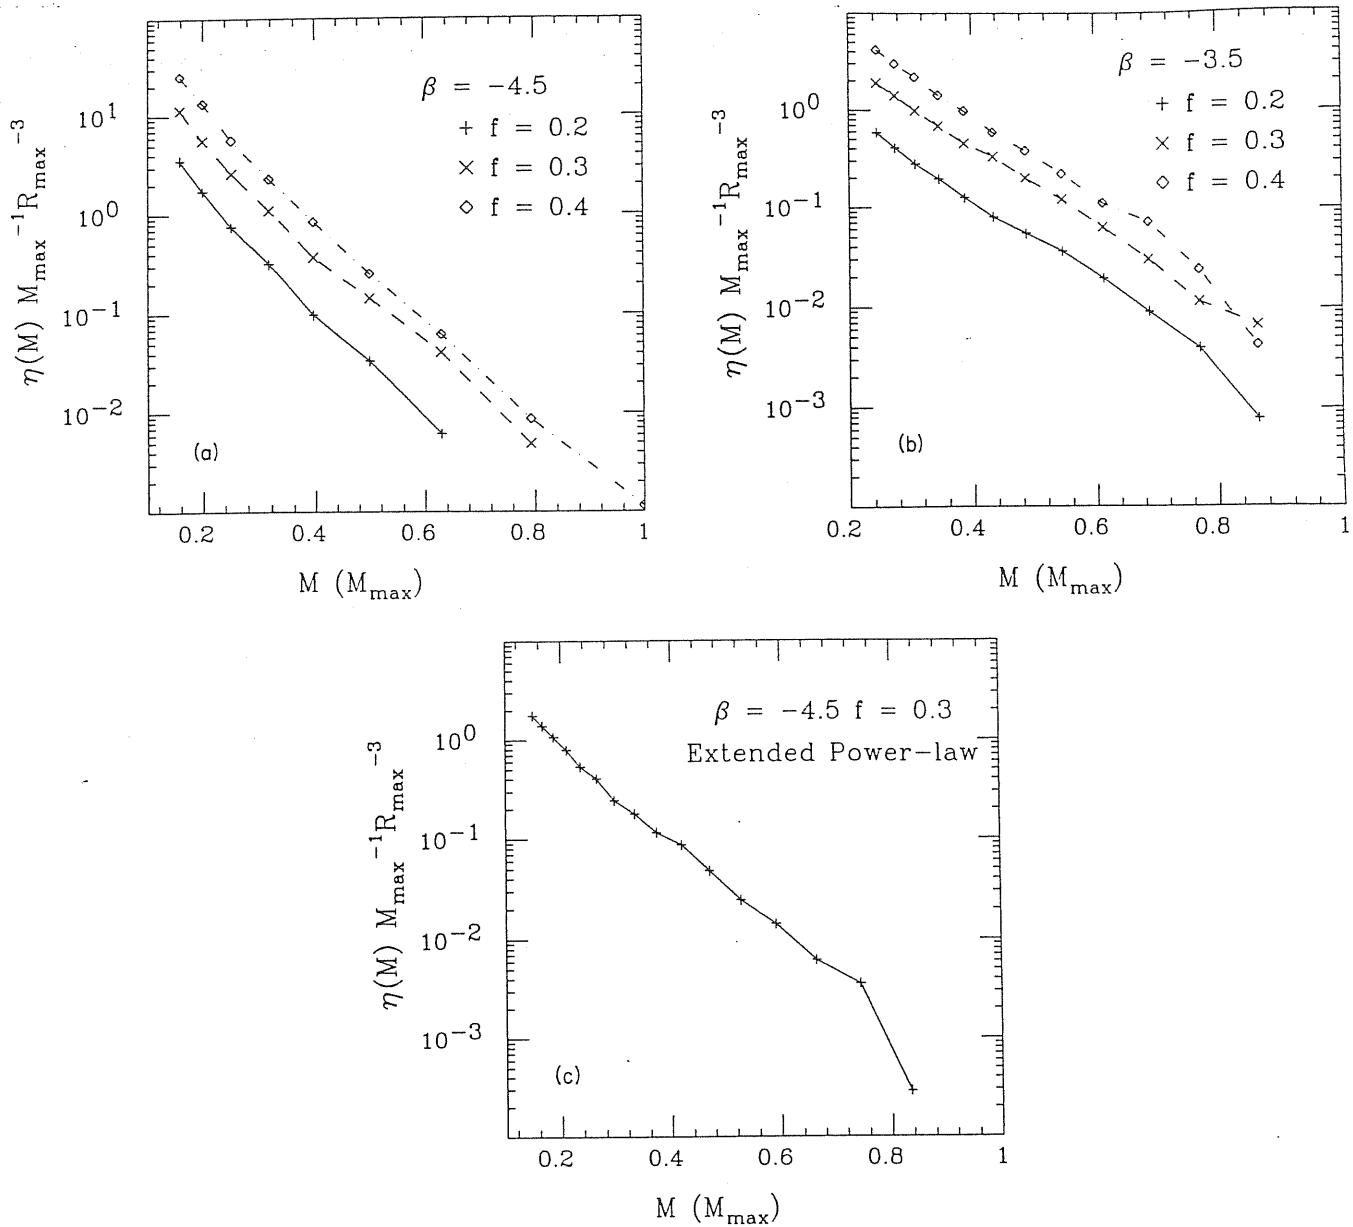 β = −4.5
+ f = 0.2
× f = 0.3
◇ f = 0.4
10^1
10^0
10^−1
10^−2
η(M) M_max^−1 R_max^−3
(a)
0.2 0.4 0.6 0.8 1
M (M_max)
β = −3.5
+ f = 0.2
× f = 0.3
◇ f = 0.4
10^0
10^−1
10^−2
10^−3
η(M) M_max^−1 R_max^−3
(b)
0.2 0.4 0.6 0.8 1
M (M_max)
β = −4.5 f = 0.3
Extended Power−law
10^0
10^−1
10^−2
10^−3
η(M) M_max^−1 R_max^−3
(c)
0.2 0.4 0.6 0.8 1
M (M_max)